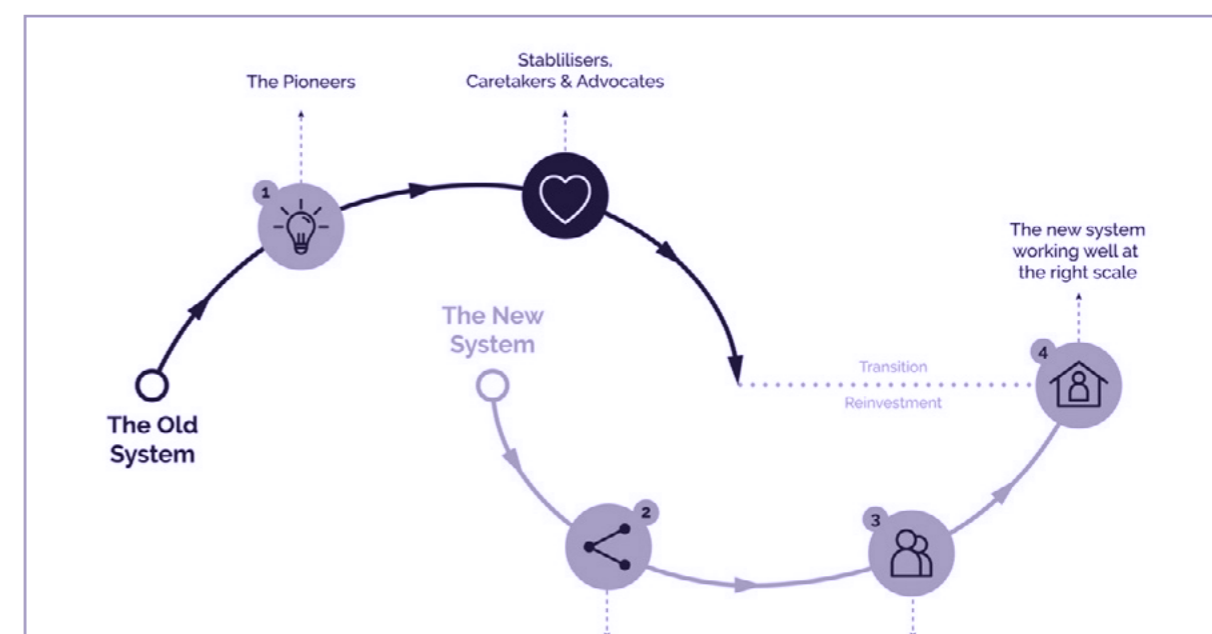 Stablilisers,
Caretakers & Advocates
The Pioneers
1
The new system
working well at
the right scale
The New
System
4
Transition
Reinvestment
The Old
System
2
3